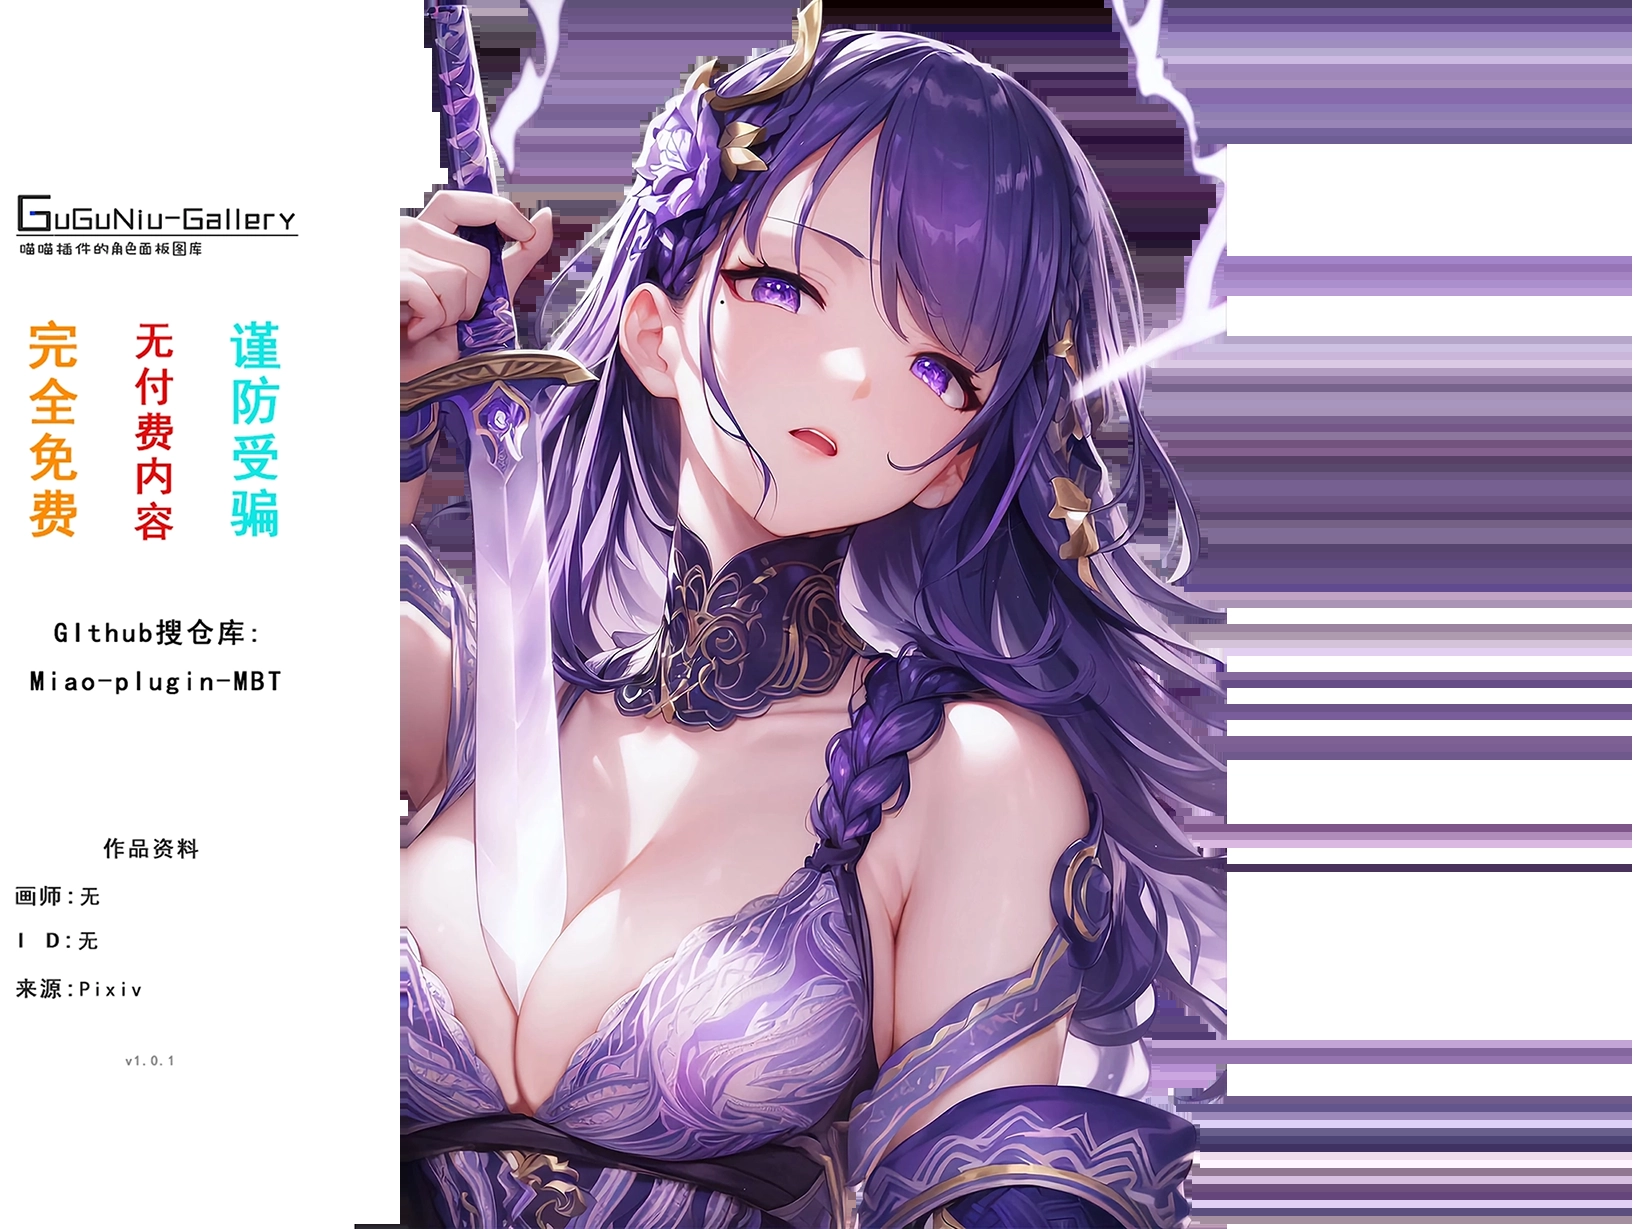 GuGuNiu-Gallery
喵喵插件的角色面板图库
完全免费
无付费内容
谨防受骗
GIthub搜仓库:
Miao-plugin-MBT
作品资料
画师:无
I D:无
来源:Pixiv
v1.0.1